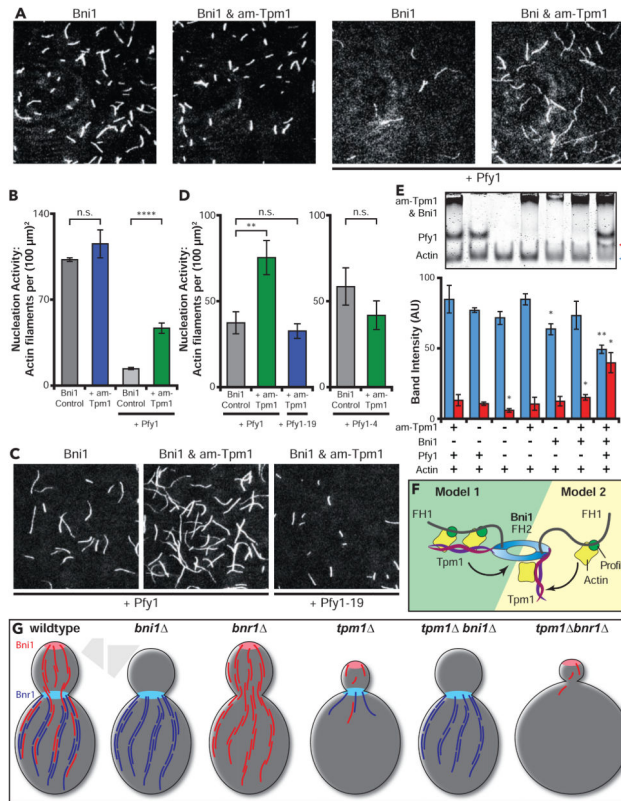 A
Bni1
Bni1 & am-Tpm1
Bni1
Bni & am-Tpm1
+ Pfy1
B
Nucleation Activity:
Actin filaments per (100 µm)²
140
70
0
n.s.
****
Bni1 Control
+ am-Tpm1
Bni1 Control
+ am-Tpm1
+ Pfy1
D
Nucleation Activity:
Actin filaments per (100 µm)²
100
50
0
n.s.
**
Bni1 Control
+ am-Tpm1
+ am-Tpm1
+ Pfy1
+ Pfy1-19
100
50
0
n.s.
Bni1 Control
+ am-Tpm1
+ Pfy1-4
E
am-Tpm1
& Bni1
Pfy1
Actin
Band Intensity (AU)
100
50
0
*
*
*
**
*
am-Tpm1 + - - + - + +
Bni1 - - - - + + +
Pfy1 + + - - - - +
Actin + + + + + + +
C
Bni1
Bni1 & am-Tpm1
Bni1 & am-Tpm1
+ Pfy1
+ Pfy1-19
F
Model 1
Model 2
FH1
Bni1
FH2
FH1
Tpm1
Profi
Actin
Tpm1
G
wildtype
bni1Δ
bnr1Δ
tpm1Δ
tpm1Δ bni1Δ
tpm1Δbnr1Δ
Bni1
Bnr1